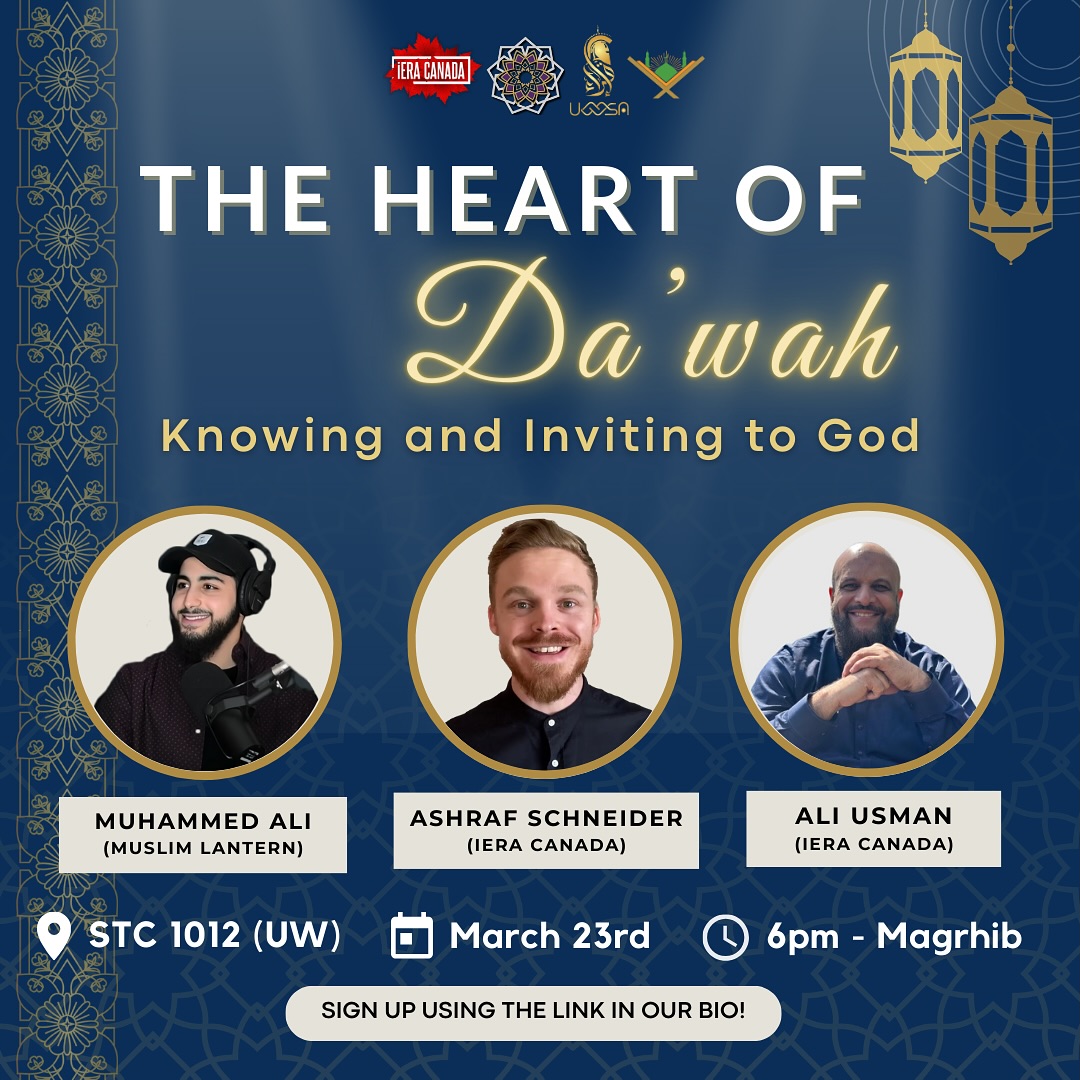 iERA CANADA
UWSA
THE HEART OF
Da'wah
Knowing and Inviting to God
MUHAMMED ALI
(MUSLIM LANTERN)
ASHRAF SCHNEIDER
(IERA CANADA)
ALI USMAN
(IERA CANADA)
STC 1012 (UW)
March 23rd
6pm - Magrhib
SIGN UP USING THE LINK IN OUR BIO!